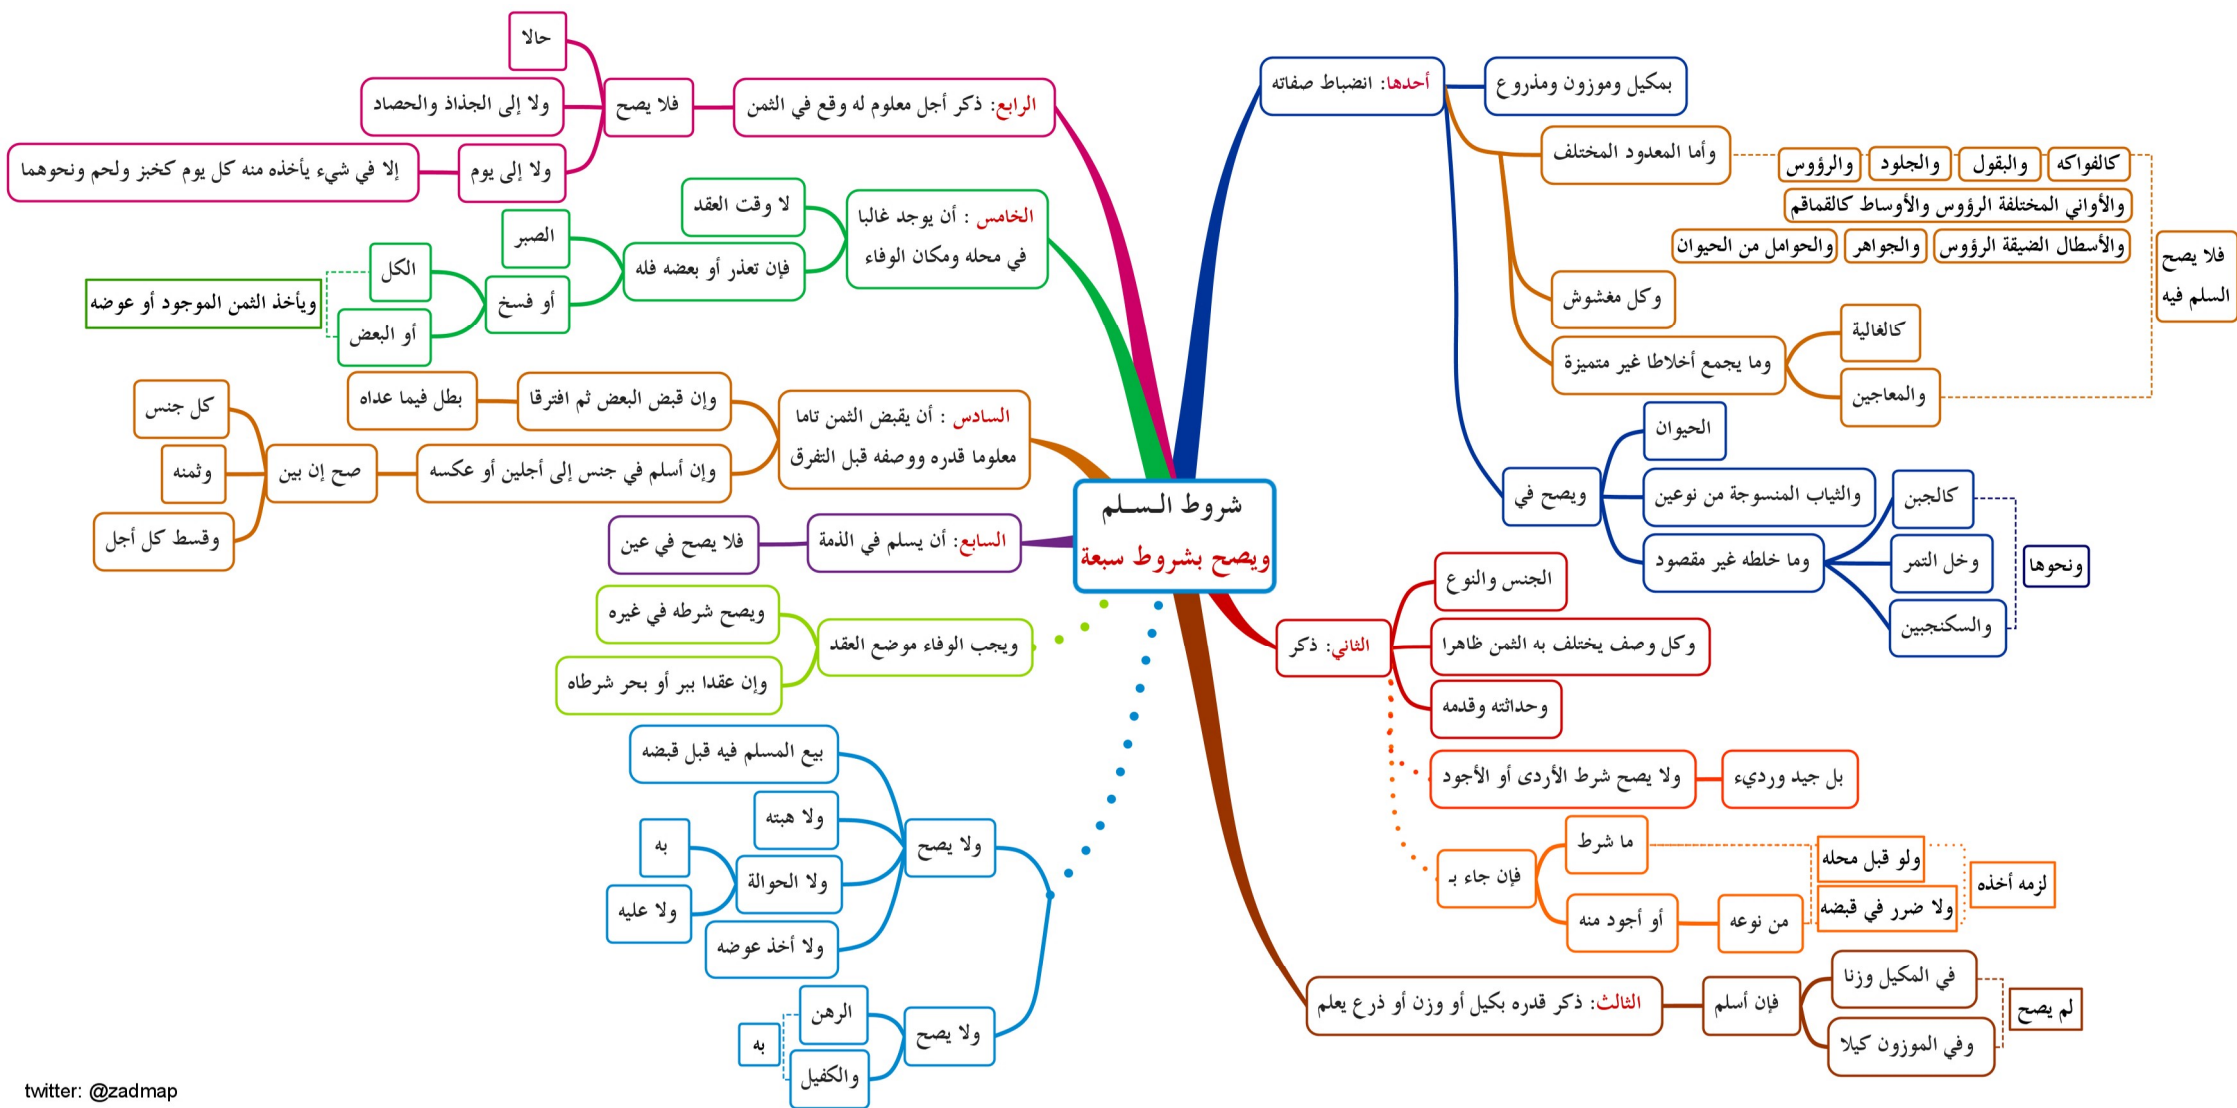 شروط الـسـلـم
ويصح بشروط سبعة
أحدها: انضباط صفاته
بمكيل وموزون ومذروع
وأما المعدود المختلف
كالفواكه
والبقول
والجلود
والرؤوس
والأواني المختلفة الرؤوس والأوساط كالقماقم
والأسطال الضيقة الرؤوس
والجواهر
والحوامل من الحيوان
وكل مغشوش
وما يجمع أخلاطا غير متميزة
كالغالية
والمعاجين
فلا يصح
السلم فيه
ويصح في
الحيوان
والثياب المنسوجة من نوعين
وما خلطه غير مقصود
كالجبن
وخل التمر
والسكنجبين
ونحوها
الثاني: ذكر
الجنس والنوع
وكل وصف يختلف به الثمن ظاهرا
وحداثته وقدمه
ولا يصح شرط الأردى أو الأجود
بل جيد ورديء
فإن جاء بـ
ما شرط
أو أجود منه
من نوعه
ولو قبل محله
ولا ضرر في قبضه
لزمه أخذه
الثالث: ذكر قدره بكيل أو وزن أو ذرع يعلم
فإن أسلم
في المكيل وزنا
وفي الموزون كيلا
لم يصح
الرابع: ذكر أجل معلوم له وقع في الثمن
فلا يصح
حالا
ولا إلى الجذاذ والحصاد
ولا إلى يوم
إلا في شيء يأخذه منه كل يوم كخبز ولحم ونحوهما
الخامس : أن يوجد غالبا
في محله ومكان الوفاء
لا وقت العقد
فإن تعذر أو بعضه فله
الصبر
أو فسخ
الكل
أو البعض
ويأخذ الثمن الموجود أو عوضه
السادس : أن يقبض الثمن تاما
معلوما قدره ووصفه قبل التفرق
وإن قبض البعض ثم افترقا
بطل فيما عداه
وإن أسلم في جنس إلى أجلين أو عكسه
صح إن بين
كل جنس
وثمنه
وقسط كل أجل
السابع: أن يسلم في الذمة
فلا يصح في عين
ويجب الوفاء موضع العقد
ويصح شرطه في غيره
وإن عقدا ببر أو بحر شرطاه
ولا يصح
بيع المسلم فيه قبل قبضه
ولا هبته
ولا الحوالة
به
ولا عليه
ولا أخذ عوضه
ولا يصح
الرهن
والكفيل
به
twitter: @zadmap